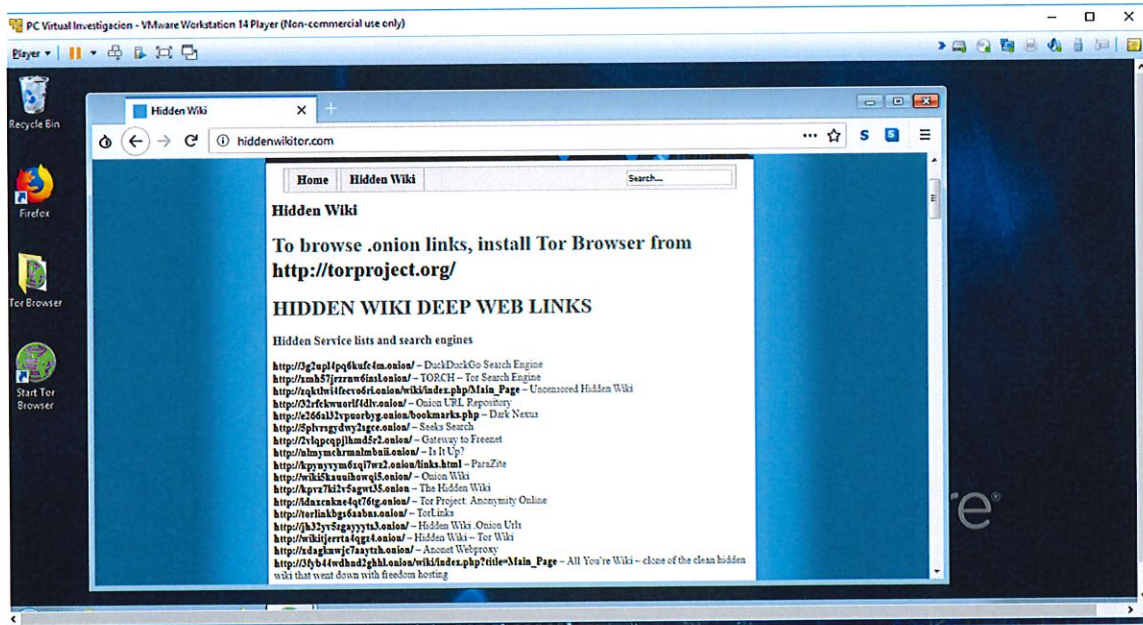 PC Virtual Investigacion - VMware Workstation 14 Player (Non-commercial use only)
Player
Recycle Bin
Hidden Wiki
hiddenwikitor.com
Home Hidden Wiki Search...
Firefox
Hidden Wiki
To browse .onion links, install Tor Browser from
http://torproject.org/
Tor Browser
HIDDEN WIKI DEEP WEB LINKS
Hidden Service lists and search engines
Start Tor
Browser
http://3g2upl4pq6kufc4m.onion/ – DuckDuckGo Search Engine
http://xmh57jrzrnw6insl.onion/ – TORCH – Tor Search Engine
http://zqktlwi4fecvo6ri.onion/wiki/index.php/Main_Page – Uncensored Hidden Wiki
http://32rfckwuorlf4dlv.onion/ – Onion URL Repository
http://e266al32vpuorbyg.onion/bookmarks.php – Dark Nexus
http://5plvrsgydwy2sgce.onion/ – Seeks Search
http://2vlqpcqpjlhmd5r2.onion/ – Gateway to Freenet
http://nlmymchrmnlmbnii.onion/ – Is It Up?
http://kpynyvym6xqi7wz2.onion/links.html – ParaZite
http://wiki5kauuihowqi5.onion/ – Onion Wiki
http://kpvz7ki2v5agwt35.onion – The Hidden Wiki
http://idnxcnkne4qt76tg.onion/ – Tor Project: Anonymity Online
http://torlinkbgs6aabns.onion/ – TorLinks
http://jh32yv5zgayyyts3.onion/ – Hidden Wiki .Onion Urls
http://wikitjerrta4qgz4.onion/ – Hidden Wiki – Tor Wiki
http://xdagknwjc7aaytzh.onion/ – Anonet Webproxy
http://3fyb44wdhnd2ghhl.onion/wiki/index.php?title=Main_Page – All You're Wiki – clone of the clean hidden
wiki that went down with freedom hosting